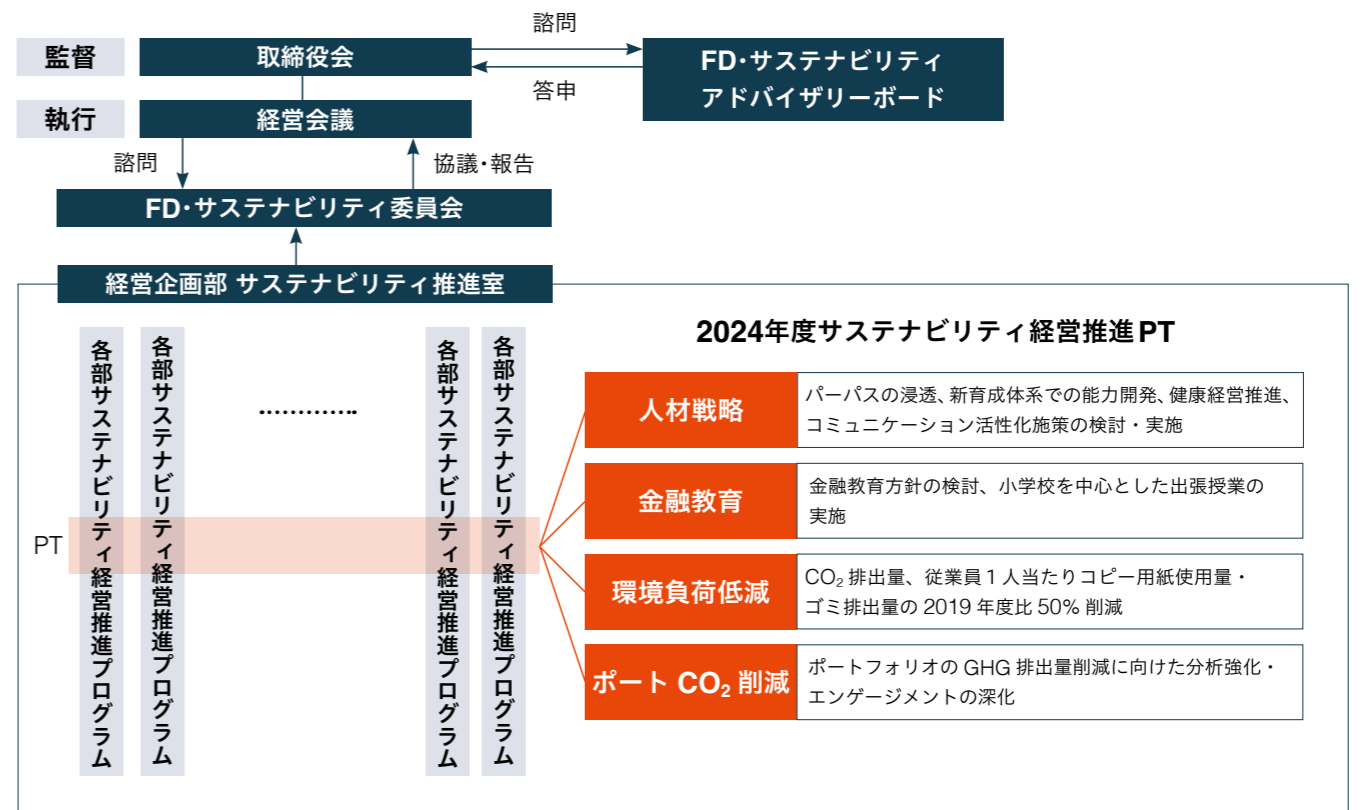 諮問
監督
取締役会
FD・サステナビリティ
アドバイザリーボード
答申
執行
経営会議
諮問
協議・報告
FD・サステナビリティ委員会
経営企画部 サステナビリティ推進室
各部サステナビリティ経営推進プログラム
各部サステナビリティ経営推進プログラム
.............
各部サステナビリティ経営推進プログラム
各部サステナビリティ経営推進プログラム
PT
2024年度サステナビリティ経営推進PT
人材戦略
パーパスの浸透、新育成体系での能力開発、健康経営推進、
コミュニケーション活性化施策の検討・実施
金融教育
金融教育方針の検討、小学校を中心とした出張授業の
実施
環境負荷低減
CO₂ 排出量、従業員1人当たりコピー用紙使用量・
ゴミ排出量の 2019 年度比 50% 削減
ポート CO₂ 削減
ポートフォリオの GHG 排出量削減に向けた分析強化・
エンゲージメントの深化